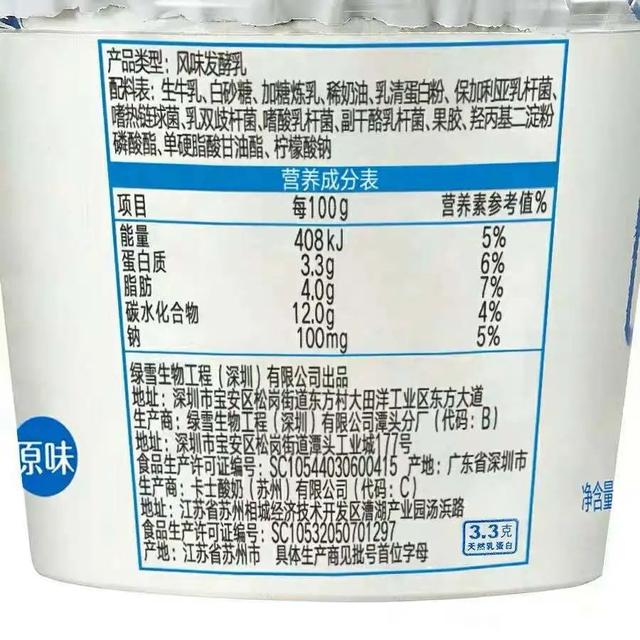 产品类型：风味发酵乳
配料表：生牛乳、白砂糖、加糖炼乳、稀奶油、乳清蛋白粉、保加利亚乳杆菌、
嗜热链球菌、乳双歧杆菌、嗜酸乳杆菌、副干酪乳杆菌、果胶、羟丙基二淀粉
磷酸酯、单硬脂酸甘油酯、柠檬酸钠
营养成分表
项目 每100g 营养素参考值%
能量 408kJ 5%
蛋白质 3.3g 6%
脂肪 4.0g 7%
碳水化合物 12.0g 4%
钠 100mg 5%
绿雪生物工程（深圳）有限公司出品
地址：深圳市宝安区松岗街道东方村大田洋工业区东方大道
生产商：绿雪生物工程（深圳）有限公司潭头分厂（代码：B）
地址：深圳市宝安区松岗街道潭头工业城177号
食品生产许可证编号：SC10544030600415 产地：广东省深圳市
生产商：卡士酸奶（苏州）有限公司（代码：C）
地址：江苏省苏州相城经济技术开发区漕湖产业园汤浜路
食品生产许可证编号：SC10532050701297
产地：江苏省苏州市 具体生产商见批号首位字母
3.3克
天然乳蛋白
原味
净含量